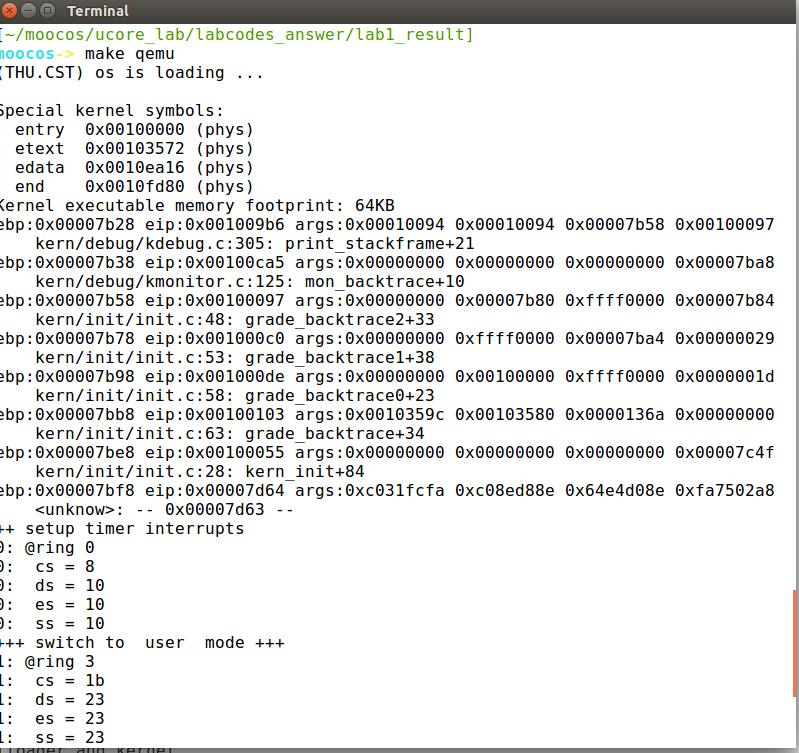 Terminal
[~/moocos/ucore_lab/labcodes_answer/lab1_result]
moocos-> make qemu
(THU.CST) os is loading ...
Special kernel symbols:
entry 0x00100000 (phys)
etext 0x00103572 (phys)
edata 0x0010ea16 (phys)
end 0x0010fd80 (phys)
Kernel executable memory footprint: 64KB
ebp:0x00007b28 eip:0x001009b6 args:0x00010094 0x00010094 0x00007b58 0x00100097
kern/debug/kdebug.c:305: print_stackframe+21
ebp:0x00007b38 eip:0x00100ca5 args:0x00000000 0x00000000 0x00000000 0x00007ba8
kern/debug/kmonitor.c:125: mon_backtrace+10
ebp:0x00007b58 eip:0x00100097 args:0x00000000 0x00007b80 0xffff0000 0x00007b84
kern/init/init.c:48: grade_backtrace2+33
ebp:0x00007b78 eip:0x001000c0 args:0x00000000 0xffff0000 0x00007ba4 0x00000029
kern/init/init.c:53: grade_backtrace1+38
ebp:0x00007b98 eip:0x001000de args:0x00000000 0x00100000 0xffff0000 0x0000001d
kern/init/init.c:58: grade_backtrace0+23
ebp:0x00007bb8 eip:0x00100103 args:0x0010359c 0x00103580 0x0000136a 0x00000000
kern/init/init.c:63: grade_backtrace+34
ebp:0x00007be8 eip:0x00100055 args:0x00000000 0x00000000 0x00000000 0x00007c4f
kern/init/init.c:28: kern_init+84
ebp:0x00007bf8 eip:0x00007d64 args:0xc031fcfa 0xc08ed88e 0x64e4d08e 0xfa7502a8
<unknow>: -- 0x00007d63 --
++ setup timer interrupts
0: @ring 0
0: cs = 8
0: ds = 10
0: es = 10
0: ss = 10
+++ switch to user mode +++
1: @ring 3
1: cs = 1b
1: ds = 23
1: es = 23
1: ss = 23